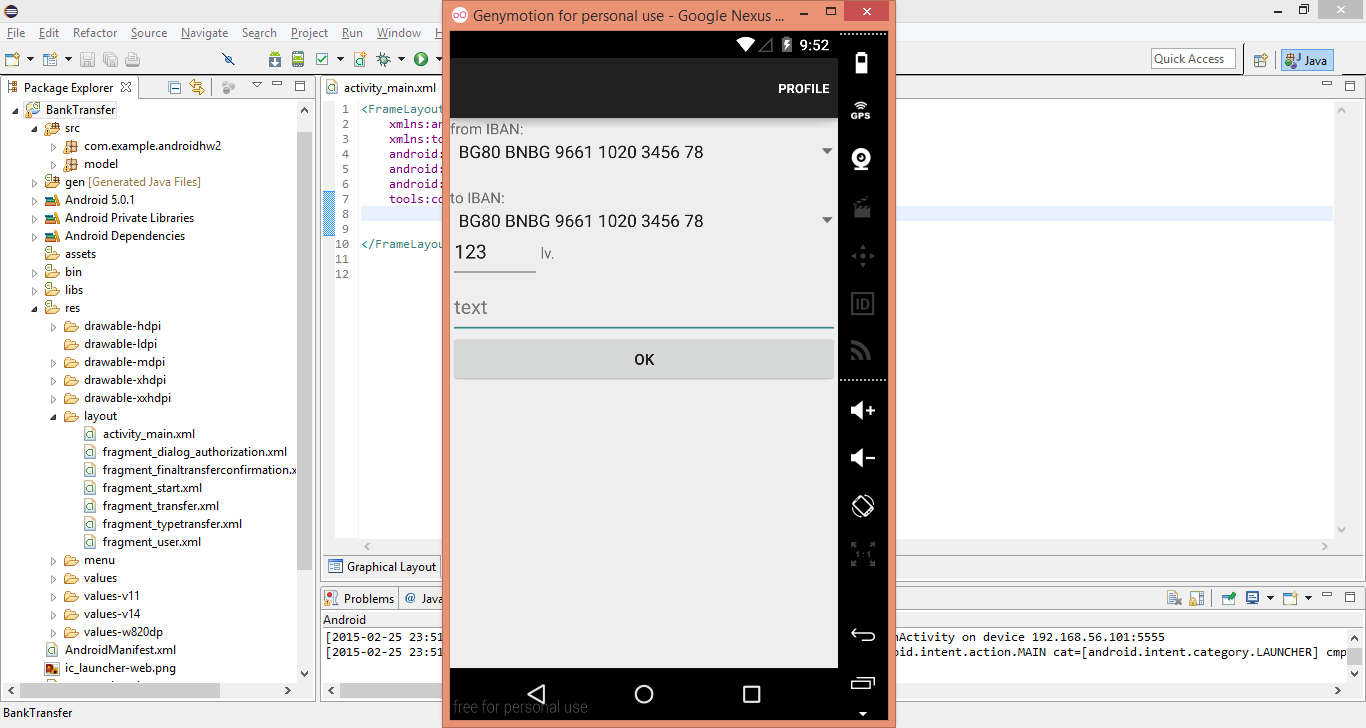 Genymotion for personal use - Google Nexus ...
File Edit Refactor Source Navigate Search Project Run Window
Quick Access
Java
Package Explorer
BankTransfer
src
com.example.androidhw2
model
gen [Generated Java Files]
Android 5.0.1
Android Private Libraries
Android Dependencies
assets
bin
libs
res
drawable-hdpi
drawable-ldpi
drawable-mdpi
drawable-xhdpi
drawable-xxhdpi
layout
activity_main.xml
fragment_dialog_authorization.xml
fragment_finaltransferconfirmation.x
fragment_start.xml
fragment_transfer.xml
fragment_typetransfer.xml
fragment_user.xml
menu
values
values-v11
values-v14
values-w820dp
AndroidManifest.xml
ic_launcher-web.png
BankTransfer
activity_main.xml
1 <FrameLayout
2 xmlns:an
3 xmlns:to
4 android:
5 android:
6 android:
7 tools:co
8
9
10 </FrameLayou
11
12
Graphical Layout
Problems @ Java
Android
[2015-02-25 23:51
nActivity on device 192.168.56.101:5555
[2015-02-25 23:51
oid.intent.action.MAIN cat=[android.intent.category.LAUNCHER] cmp
9:52
PROFILE
from IBAN:
BG80 BNBG 9661 1020 3456 78
to IBAN:
BG80 BNBG 9661 1020 3456 78
123 lv.
text
OK
free for personal use
GPS
ID
1:1